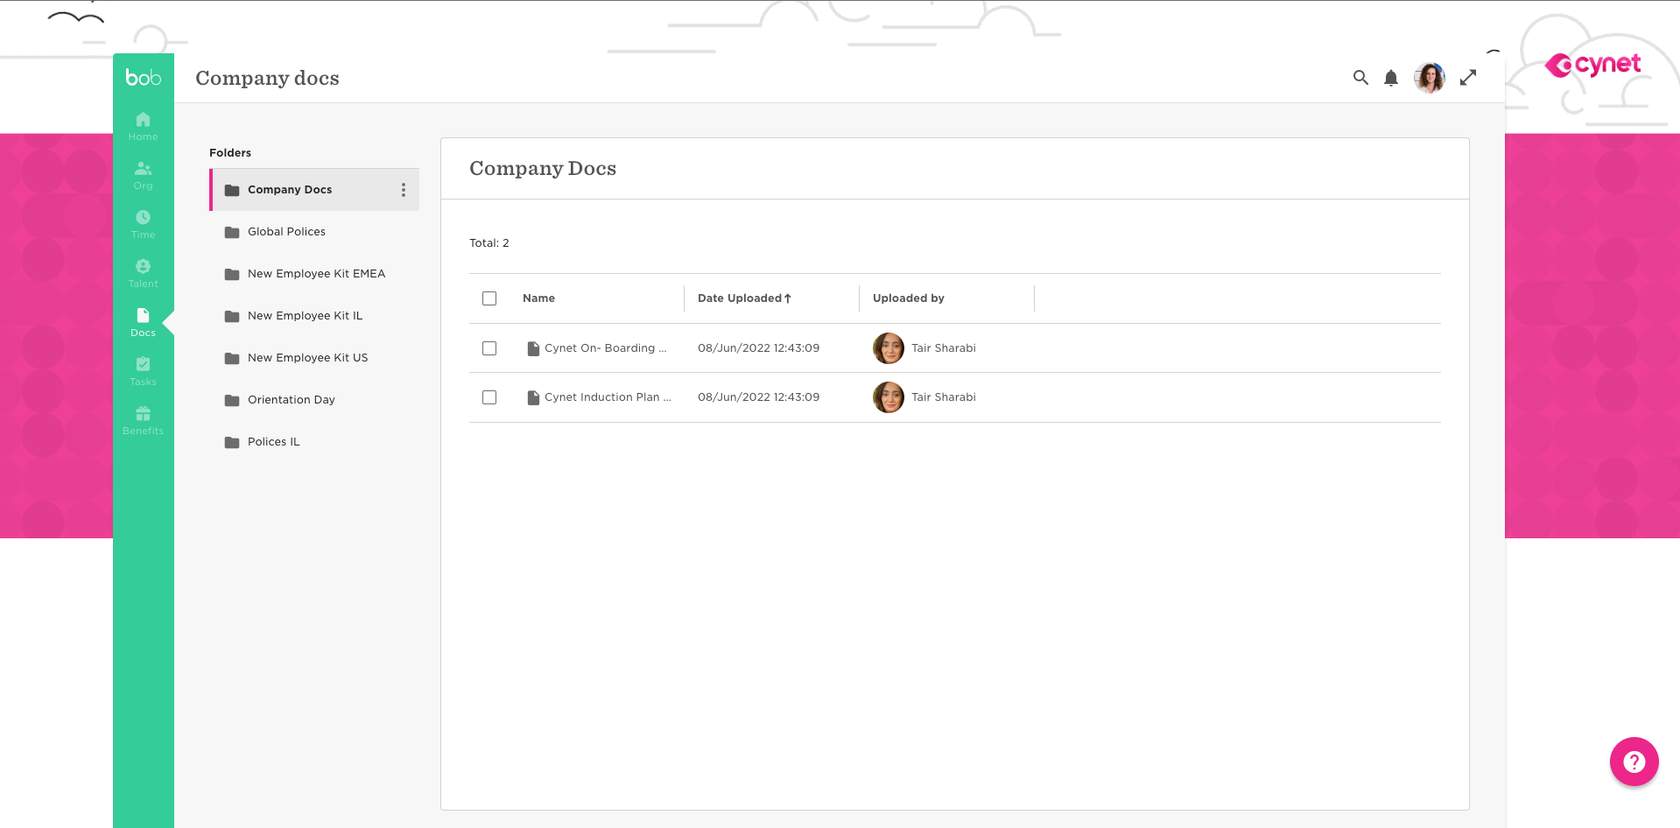 bob
Company docs
cynet
Home
Org
Time
Talent
Docs
Tasks
Benefits
Folders
Company Docs
Global Polices
New Employee Kit EMEA
New Employee Kit IL
New Employee Kit US
Orientation Day
Polices IL
Company Docs
Total: 2
Name Date Uploaded↑ Uploaded by
Cynet On- Boarding ... 08/Jun/2022 12:43:09 Tair Sharabi
Cynet Induction Plan ... 08/Jun/2022 12:43:09 Tair Sharabi
?